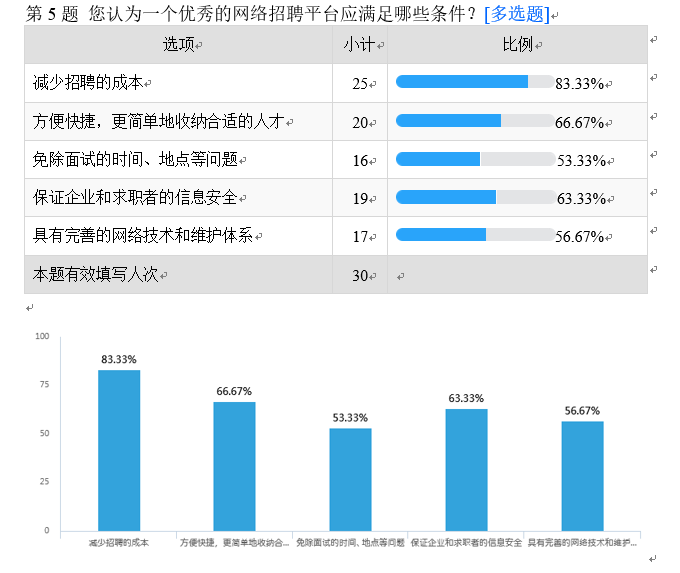 第 5 题 您认为一个优秀的网络招聘平台应满足哪些条件？[多选题]
选项 小计 比例
减少招聘的成本 25 83.33%
方便快捷，更简单地收纳合适的人才 20 66.67%
免除面试的时间、地点等问题 16 53.33%
保证企业和求职者的信息安全 19 63.33%
具有完善的网络技术和维护体系 17 56.67%
本题有效填写人次 30
100
75
50
25
0
83.33%
66.67%
53.33%
63.33%
56.67%
减少招聘的成本 方便快捷，更简单地收纳合... 免除面试的时间、地点等问题 保证企业和求职者的信息安全 具有完善的网络技术和维护...